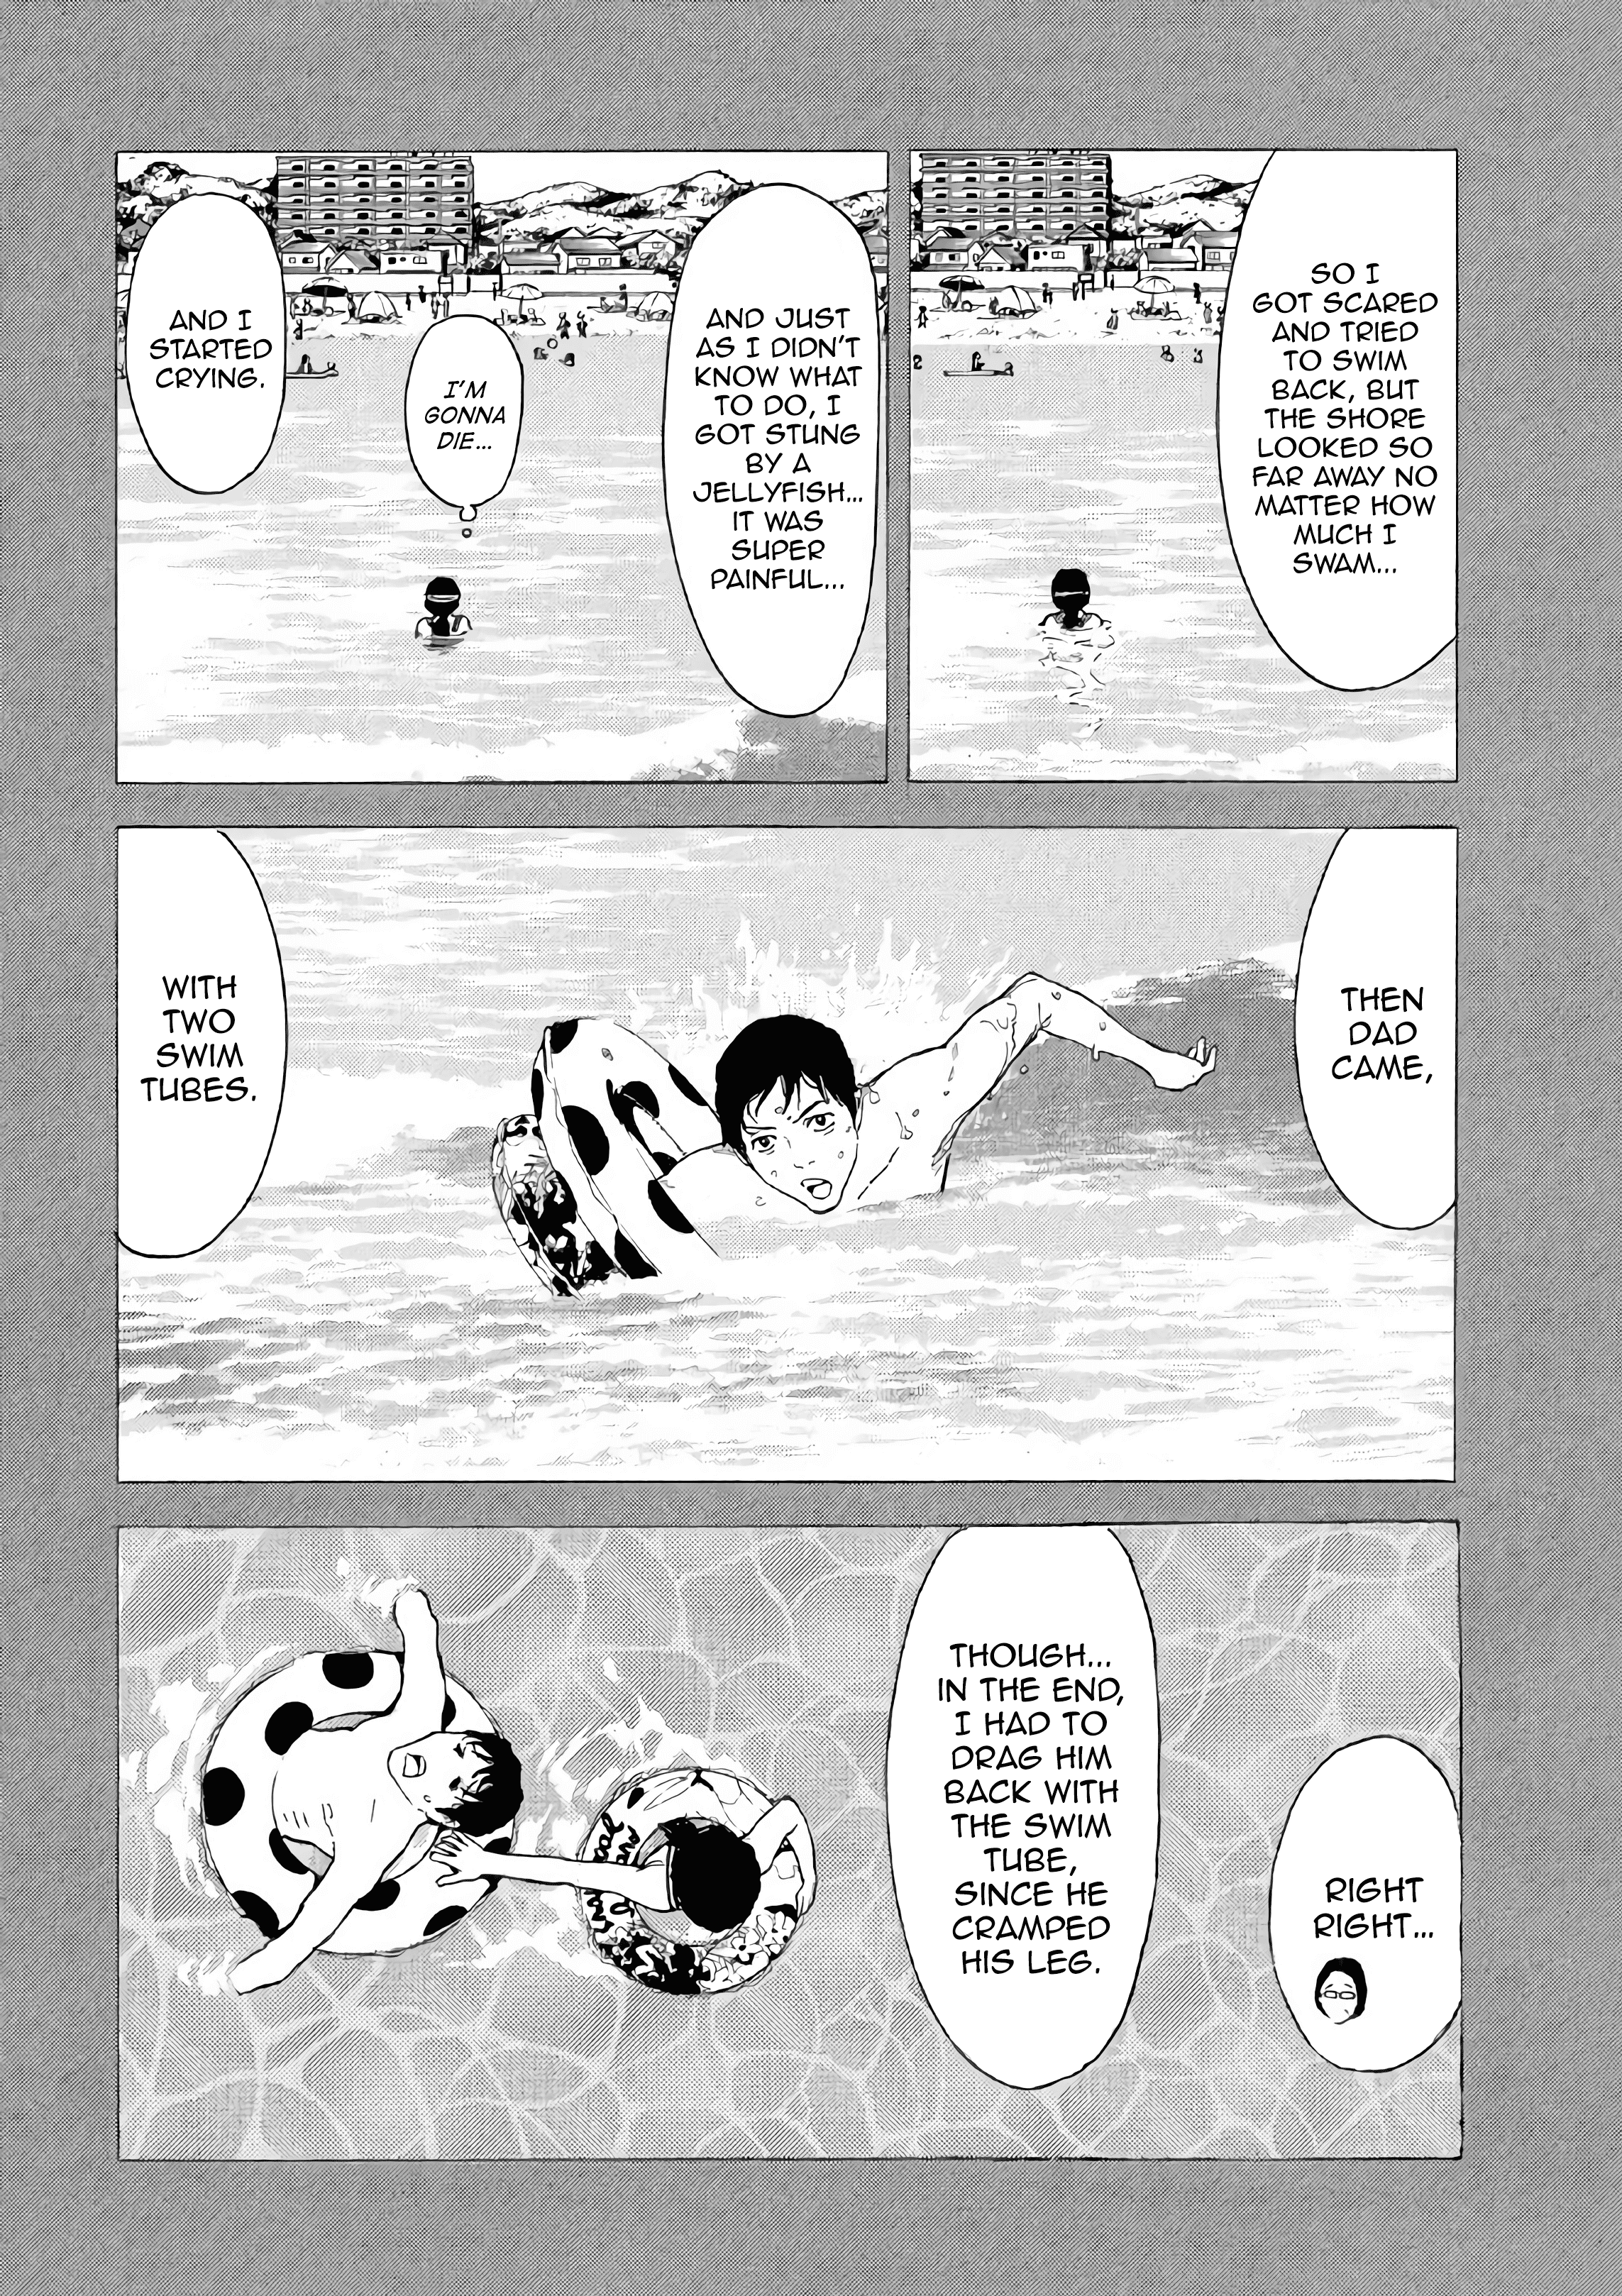 SO I
GOT SCARED
AND TRIED
TO SWIM
BACK, BUT
THE SHORE
LOOKED SO
FAR AWAY NO
MATTER HOW
MUCH I
SWAM...
AND JUST
AS I DIDN'T
KNOW WHAT
TO DO, I
GOT STUNG
BY A
JELLYFISH...
IT WAS
SUPER
PAINFUL...
I'M
GONNA
DIE...
AND I
STARTED
CRYING.
THEN
DAD
CAME,
WITH
TWO
SWIM
TUBES.
RIGHT
RIGHT...
THOUGH...
IN THE END,
I HAD TO
DRAG HIM
BACK WITH
THE SWIM
TUBE,
SINCE HE
CRAMPED
HIS LEG.